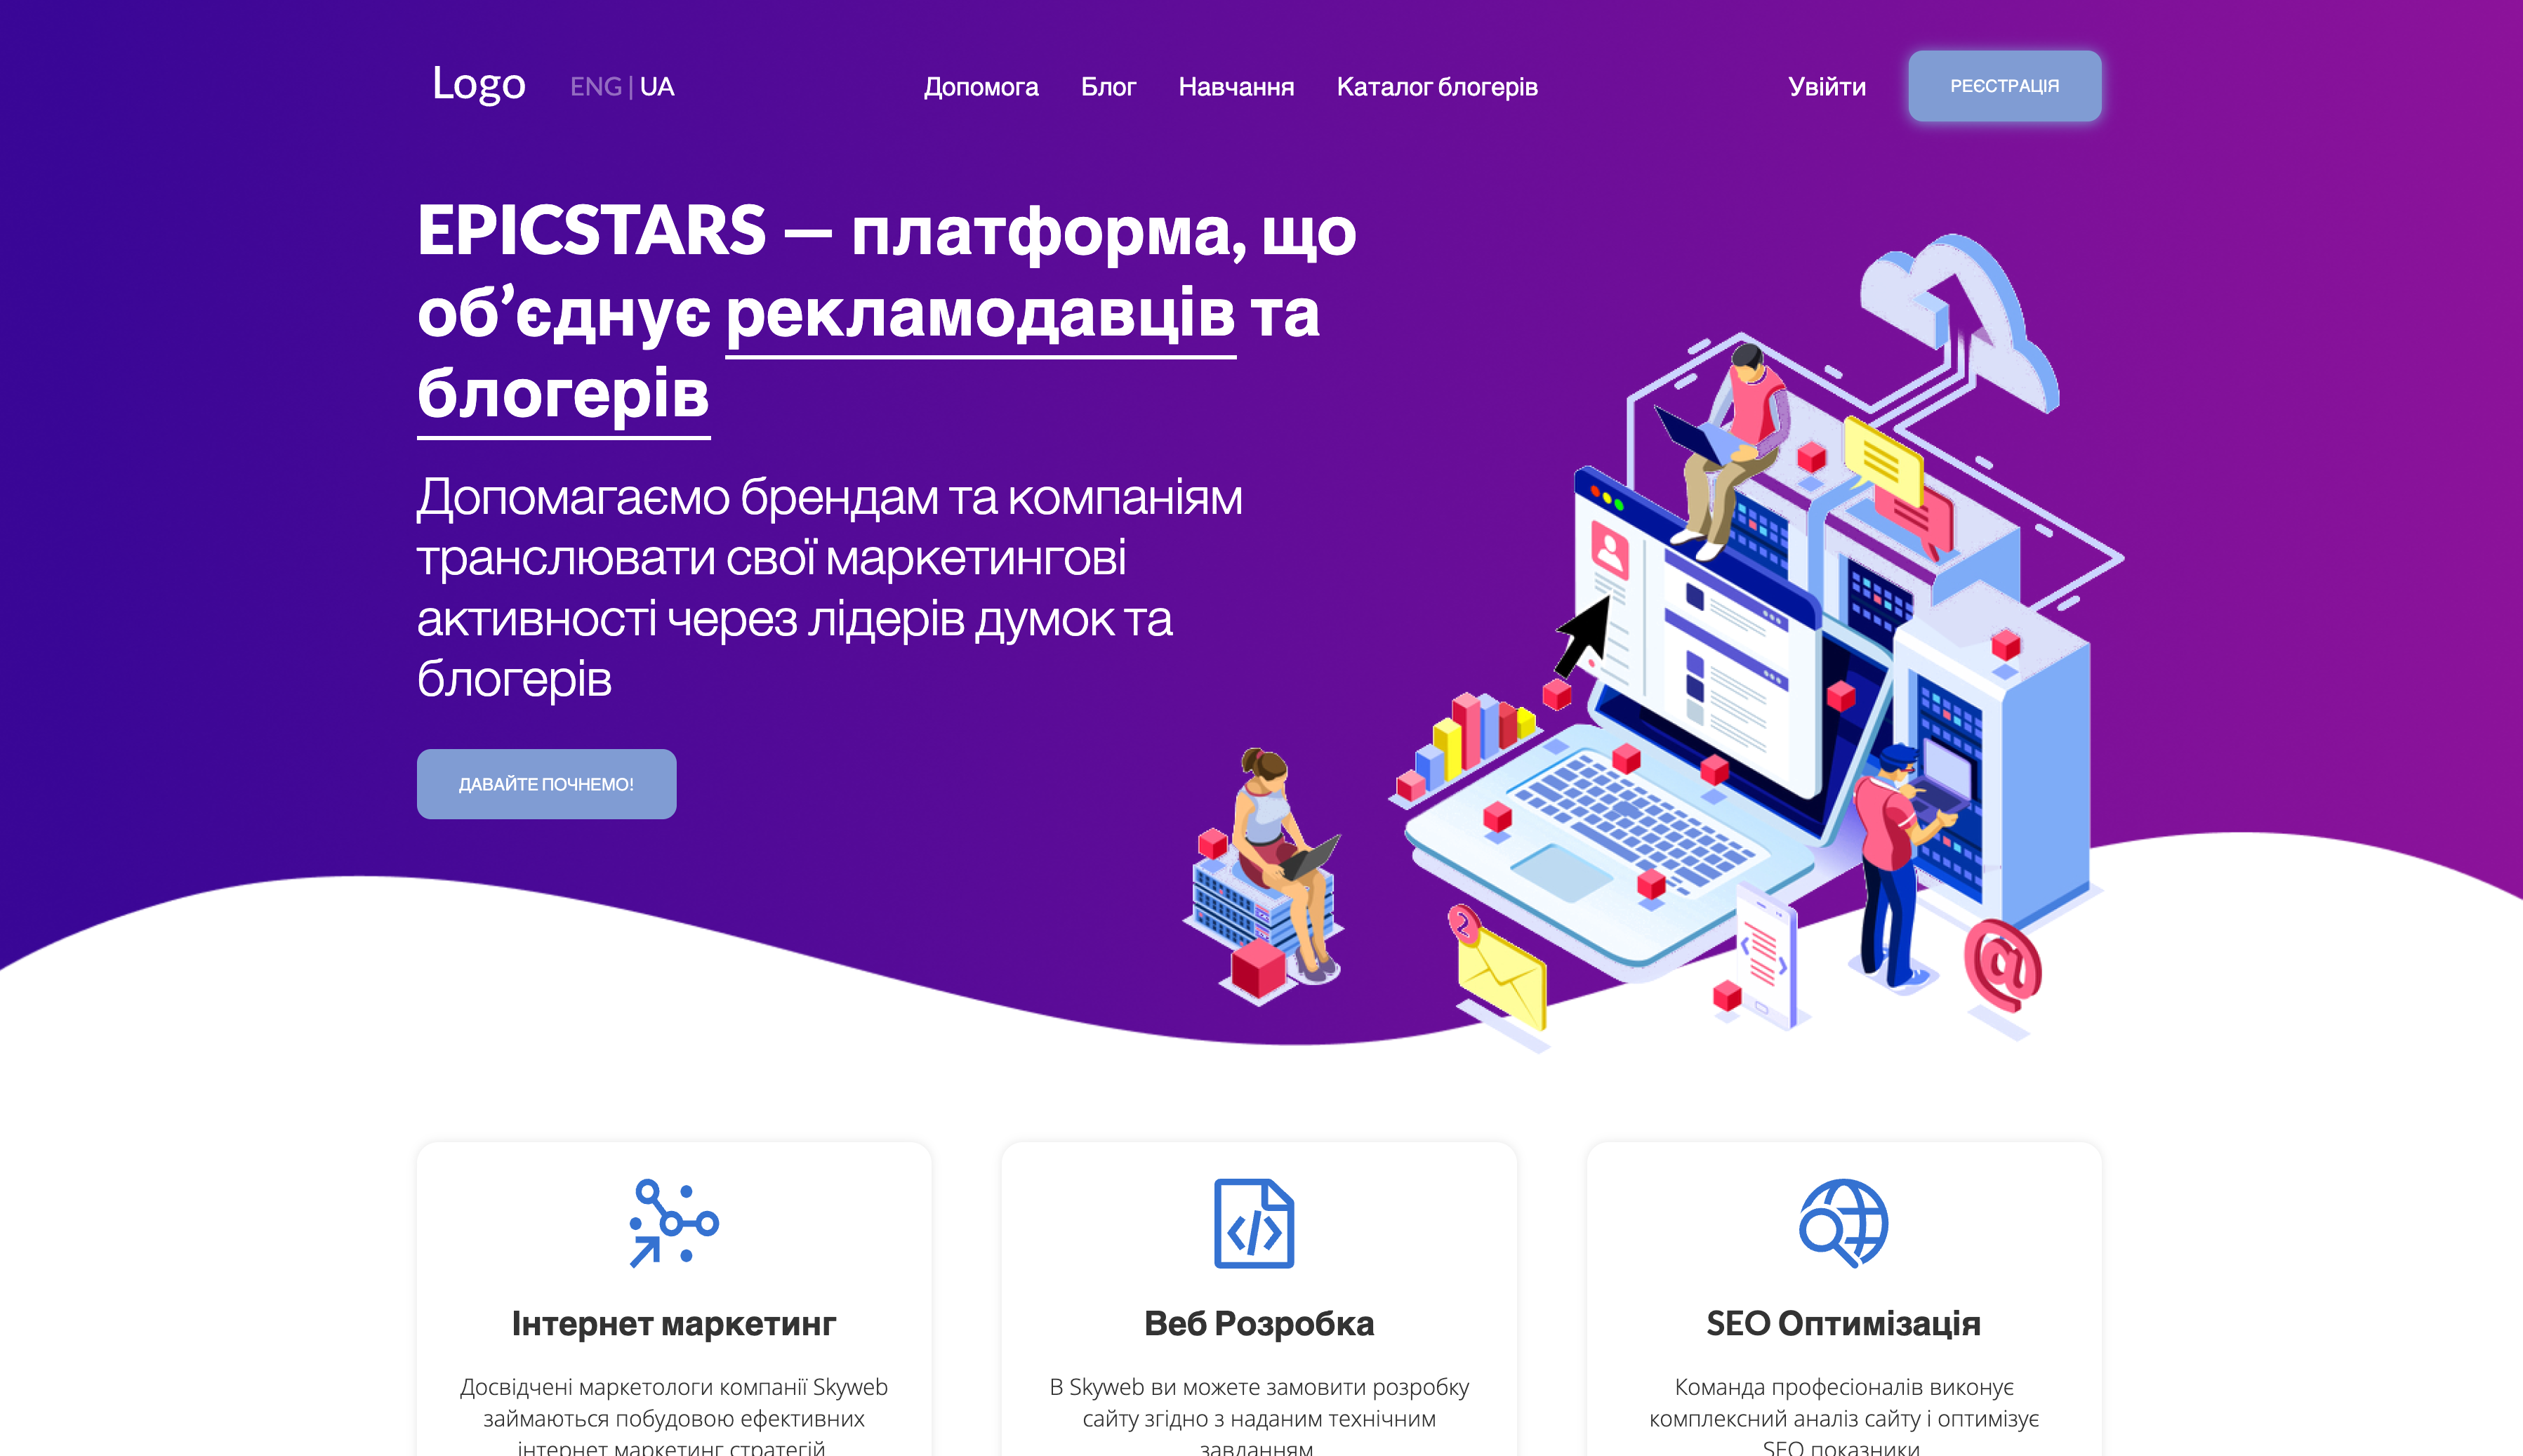 Logo
ENG | UA
Допомога
Блог
Навчання
Каталог блогерів
Увійти
РЕЄСТРАЦІЯ
EPICSTARS — платформа, що
об’єднує рекламодавців та
блогерів
Допомагаємо брендам та компаніям
транслювати свої маркетингові
активності через лідерів думок та
блогерів
ДАВАЙТЕ ПОЧНЕМО!
2
@
Інтернет маркетинг
Досвідчені маркетологи компанії Skyweb
займаються побудовою ефективних
інтернет маркетинг стратегій
Веб Розробка
В Skyweb ви можете замовити розробку
сайту згідно з наданим технічним
завданням
SEO Оптимізація
Команда професіоналів виконує
комплексний аналіз сайту і оптимізує
SEO показники